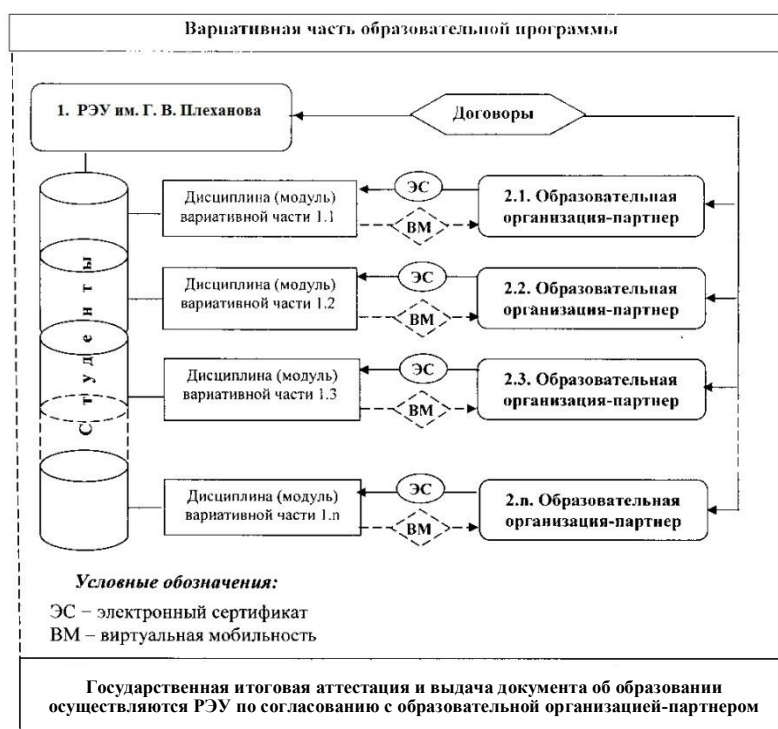 Вариативная часть образовательной программы
1. РЭУ им. Г. В. Плеханова
Договоры
Студенты
Дисциплина (модуль)
вариативной части 1.1
ЭС
ВМ
2.1. Образовательная
организация-партнер
Дисциплина (модуль)
вариативной части 1.2
ЭС
ВМ
2.2. Образовательная
организация-партнер
Дисциплина (модуль)
вариативной части 1.3
ЭС
ВМ
2.3. Образовательная
организация-партнер
Дисциплина (модуль)
вариативной части 1.n
ЭС
ВМ
2.n. Образовательная
организация-партнер
Условные обозначения:
ЭС – электронный сертификат
ВМ – виртуальная мобильность
Государственная итоговая аттестация и выдача документа об образовании
осуществляются РЭУ по согласованию с образовательной организацией-партнером